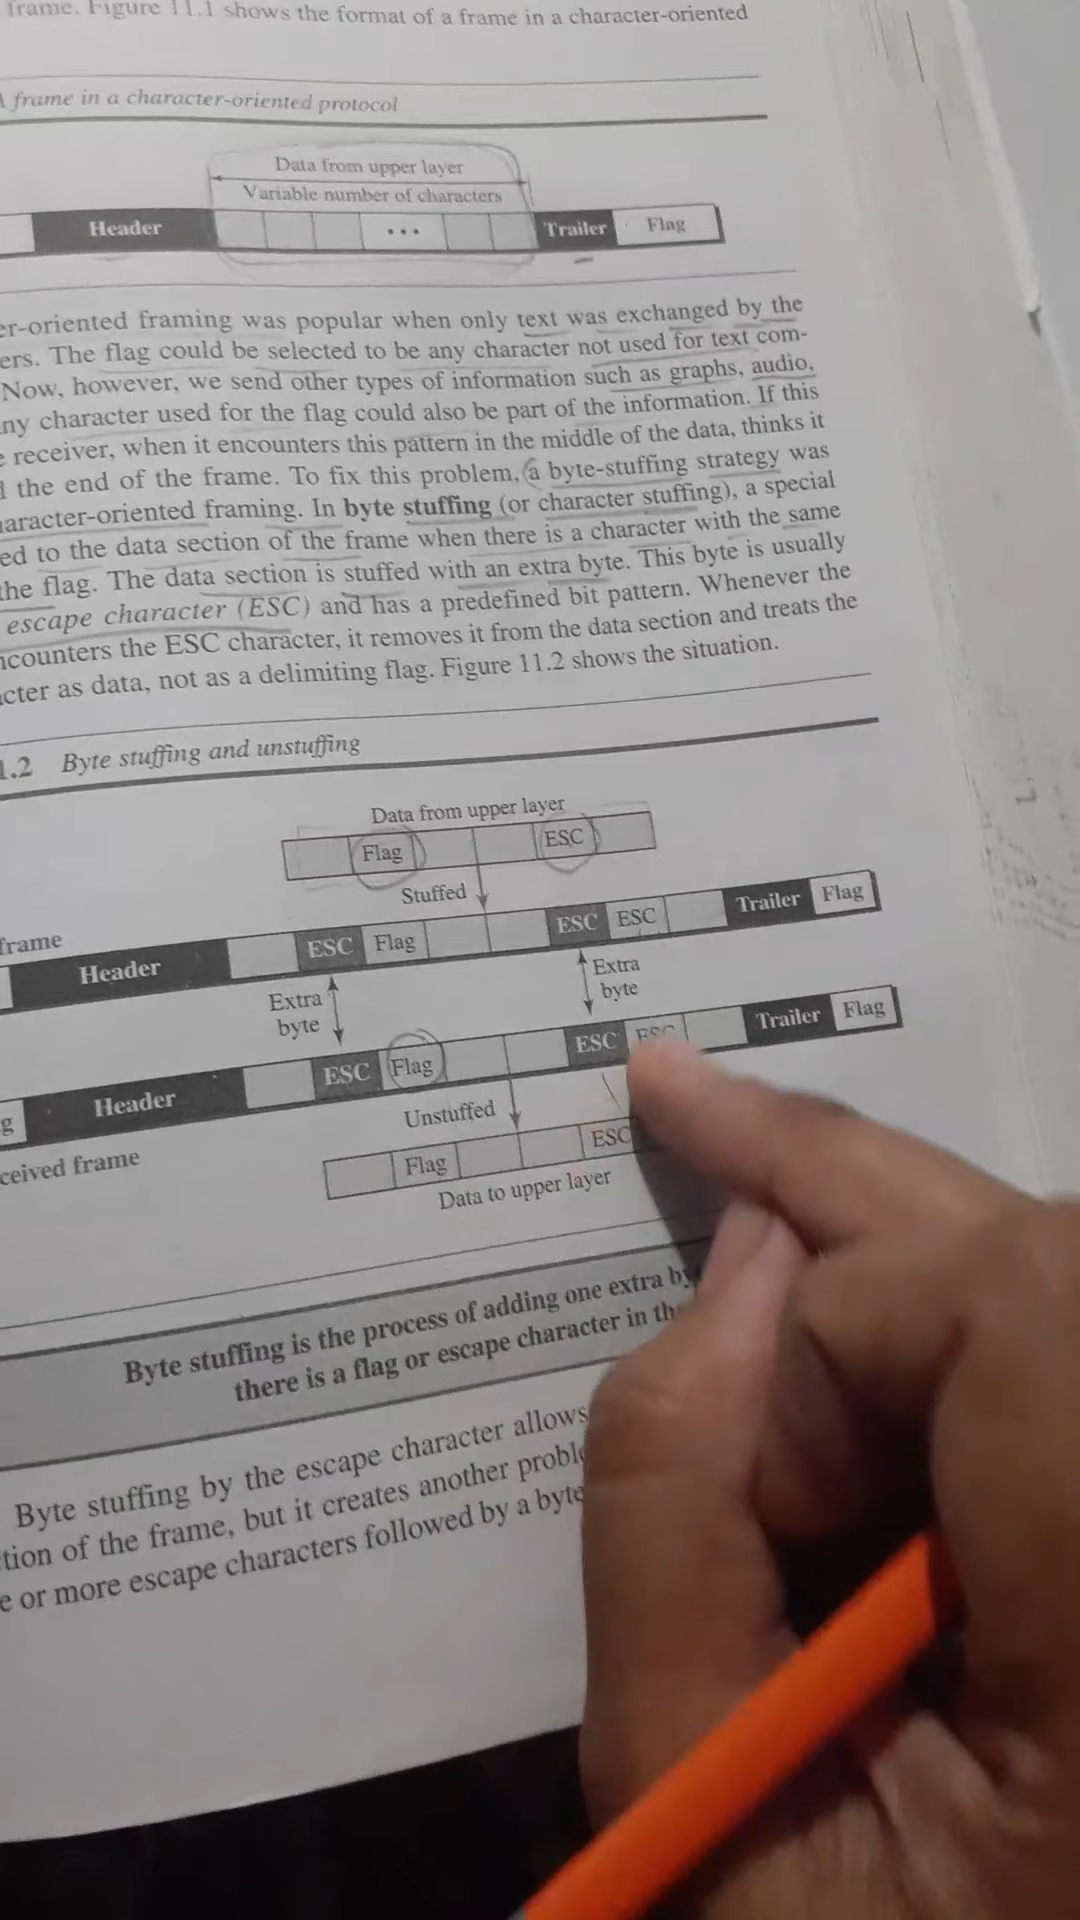 frame. Figure 11.1 shows the format of a frame in a character-oriented
A frame in a character-oriented protocol
Data from upper layer
Variable number of characters
Header ... Trailer Flag
er-oriented framing was popular when only text was exchanged by the
ers. The flag could be selected to be any character not used for text com-
Now, however, we send other types of information such as graphs, audio,
ny character used for the flag could also be part of the information. If this
e receiver, when it encounters this pattern in the middle of the data, thinks it
d the end of the frame. To fix this problem, a byte-stuffing strategy was
haracter-oriented framing. In byte stuffing (or character stuffing), a special
ed to the data section of the frame when there is a character with the same
the flag. The data section is stuffed with an extra byte. This byte is usually
escape character (ESC) and has a predefined bit pattern. Whenever the
ncounters the ESC character, it removes it from the data section and treats the
acter as data, not as a delimiting flag. Figure 11.2 shows the situation.
1.2 Byte stuffing and unstuffing
Data from upper layer
Flag ESC
Stuffed
frame
Header ESC Flag ESC ESC Trailer Flag
Extra
byte
Extra
byte
g Header ESC Flag ESC ESC Trailer Flag
Unstuffed
ceived frame
Flag ESC
Data to upper layer
Byte stuffing is the process of adding one extra by
there is a flag or escape character in th
Byte stuffing by the escape character allows
tion of the frame, but it creates another proble
e or more escape characters followed by a byte